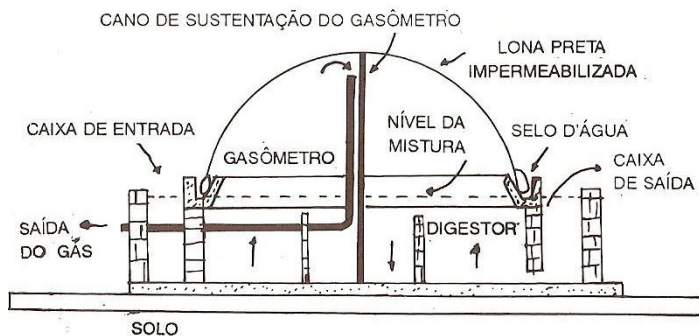 CANO DE SUSTENTAÇÃO DO GASÔMETRO
LONA PRETA
IMPERMEABILIZADA
CAIXA DE ENTRADA
NÍVEL DA
MISTURA
SELO D'ÁGUA
GASÔMETRO
CAIXA
DE SAÍDA
SAÍDA
DO GÁS
DIGESTOR
SOLO